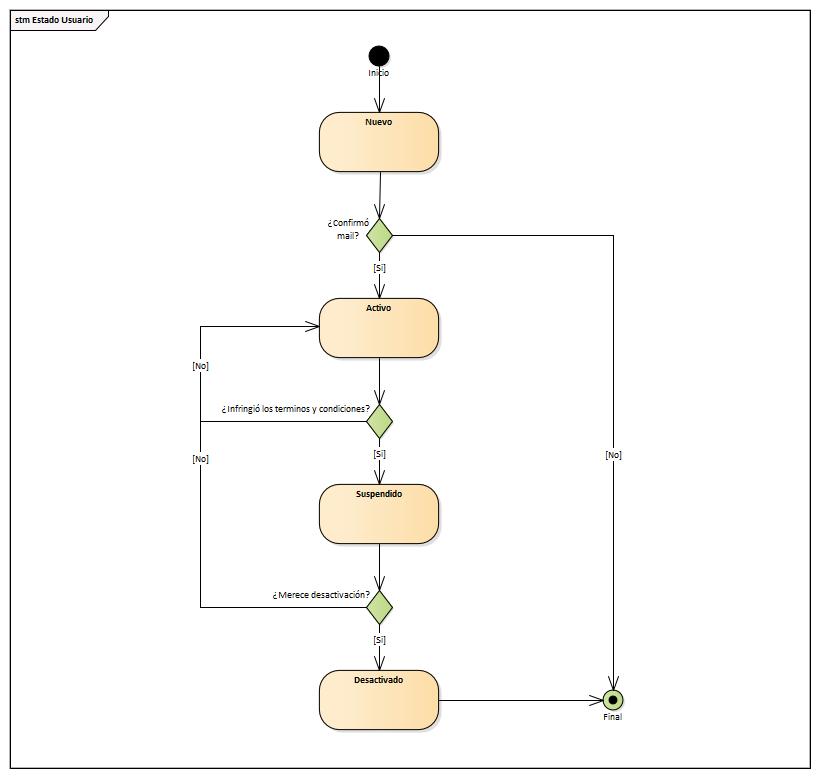 stm Estado Usuario
Inicio
Nuevo
¿Confirmó
mail?
[Si]
Activo
[No]
¿Infringió los terminos y condiciones?
[Si]
[No]
[No]
Suspendido
¿Merece desactivación?
[Si]
Desactivado
Final